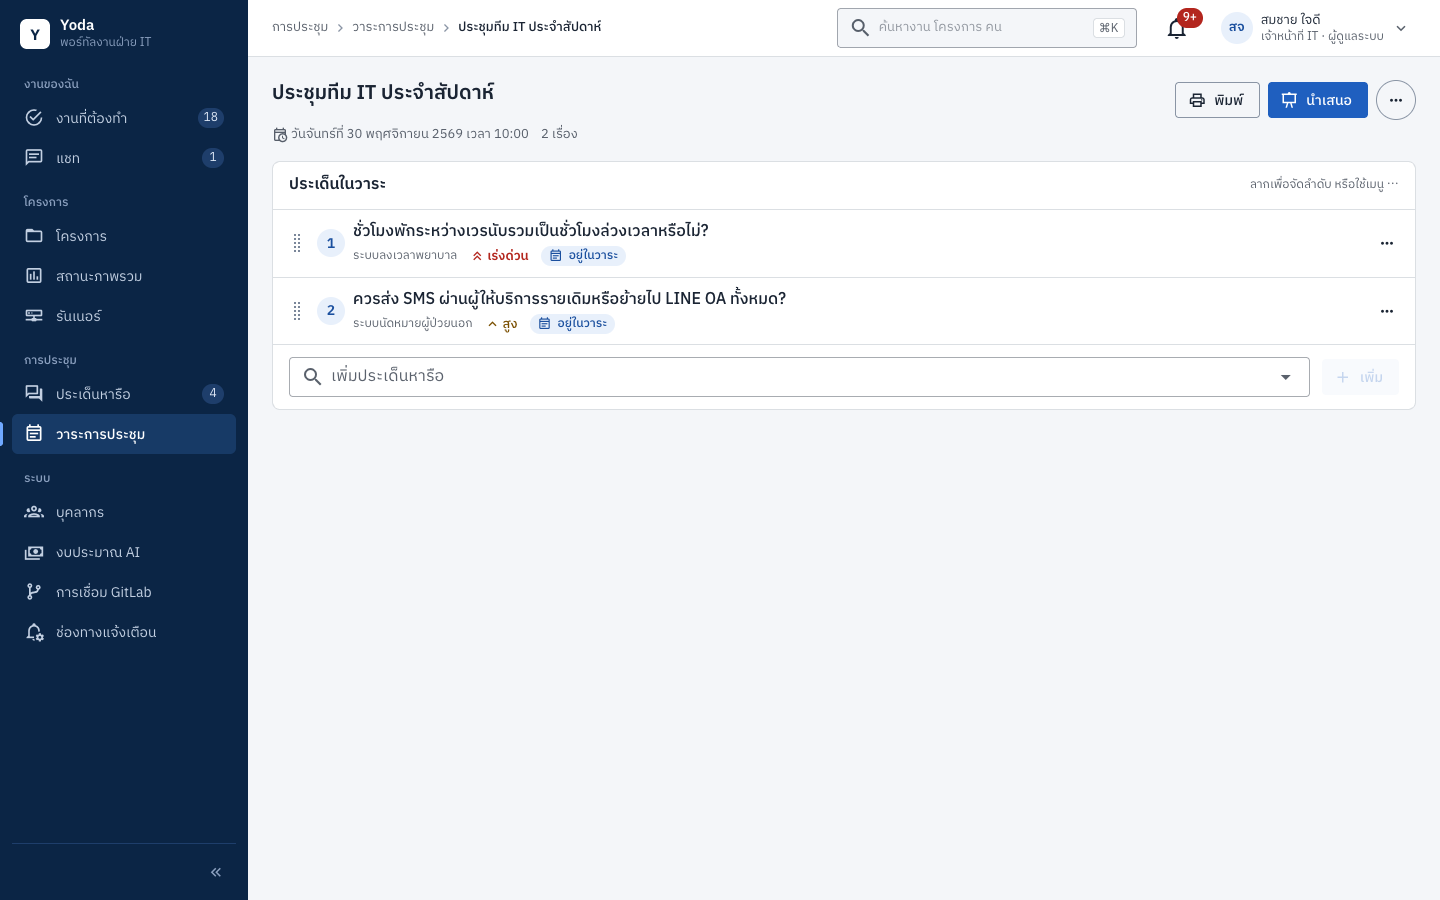 Y
Yoda
พอร์ทัลงานฝ่าย IT
งานของฉัน
งานที่ต้องทำ 18
แชท 1
โครงการ
โครงการ
สถานะภาพรวม
รันเนอร์
การประชุม
ประเด็นหารือ 4
วาระการประชุม
ระบบ
บุคลากร
งบประมาณ AI
การเชื่อม GitLab
ช่องทางแจ้งเตือน
การประชุม > วาระการประชุม > ประชุมทีม IT ประจำสัปดาห์
ค้นหางาน โครงการ คน ⌘K
9+
สจ
สมชาย ใจดี
เจ้าหน้าที่ IT · ผู้ดูแลระบบ
ประชุมทีม IT ประจำสัปดาห์
พิมพ์
นำเสนอ
วันจันทร์ที่ 30 พฤศจิกายน 2569 เวลา 10:00 2 เรื่อง
ประเด็นในวาระ
ลากเพื่อจัดลำดับ หรือใช้เมนู ⋯
1
ชั่วโมงพักระหว่างเวรนับรวมเป็นชั่วโมงล่วงเวลาหรือไม่?
ระบบลงเวลาพยาบาล เร่งด่วน อยู่ในวาระ
2
ควรส่ง SMS ผ่านผู้ให้บริการรายเดิมหรือย้ายไป LINE OA ทั้งหมด?
ระบบนัดหมายผู้ป่วยนอก สูง อยู่ในวาระ
เพิ่มประเด็นหารือ
เพิ่ม